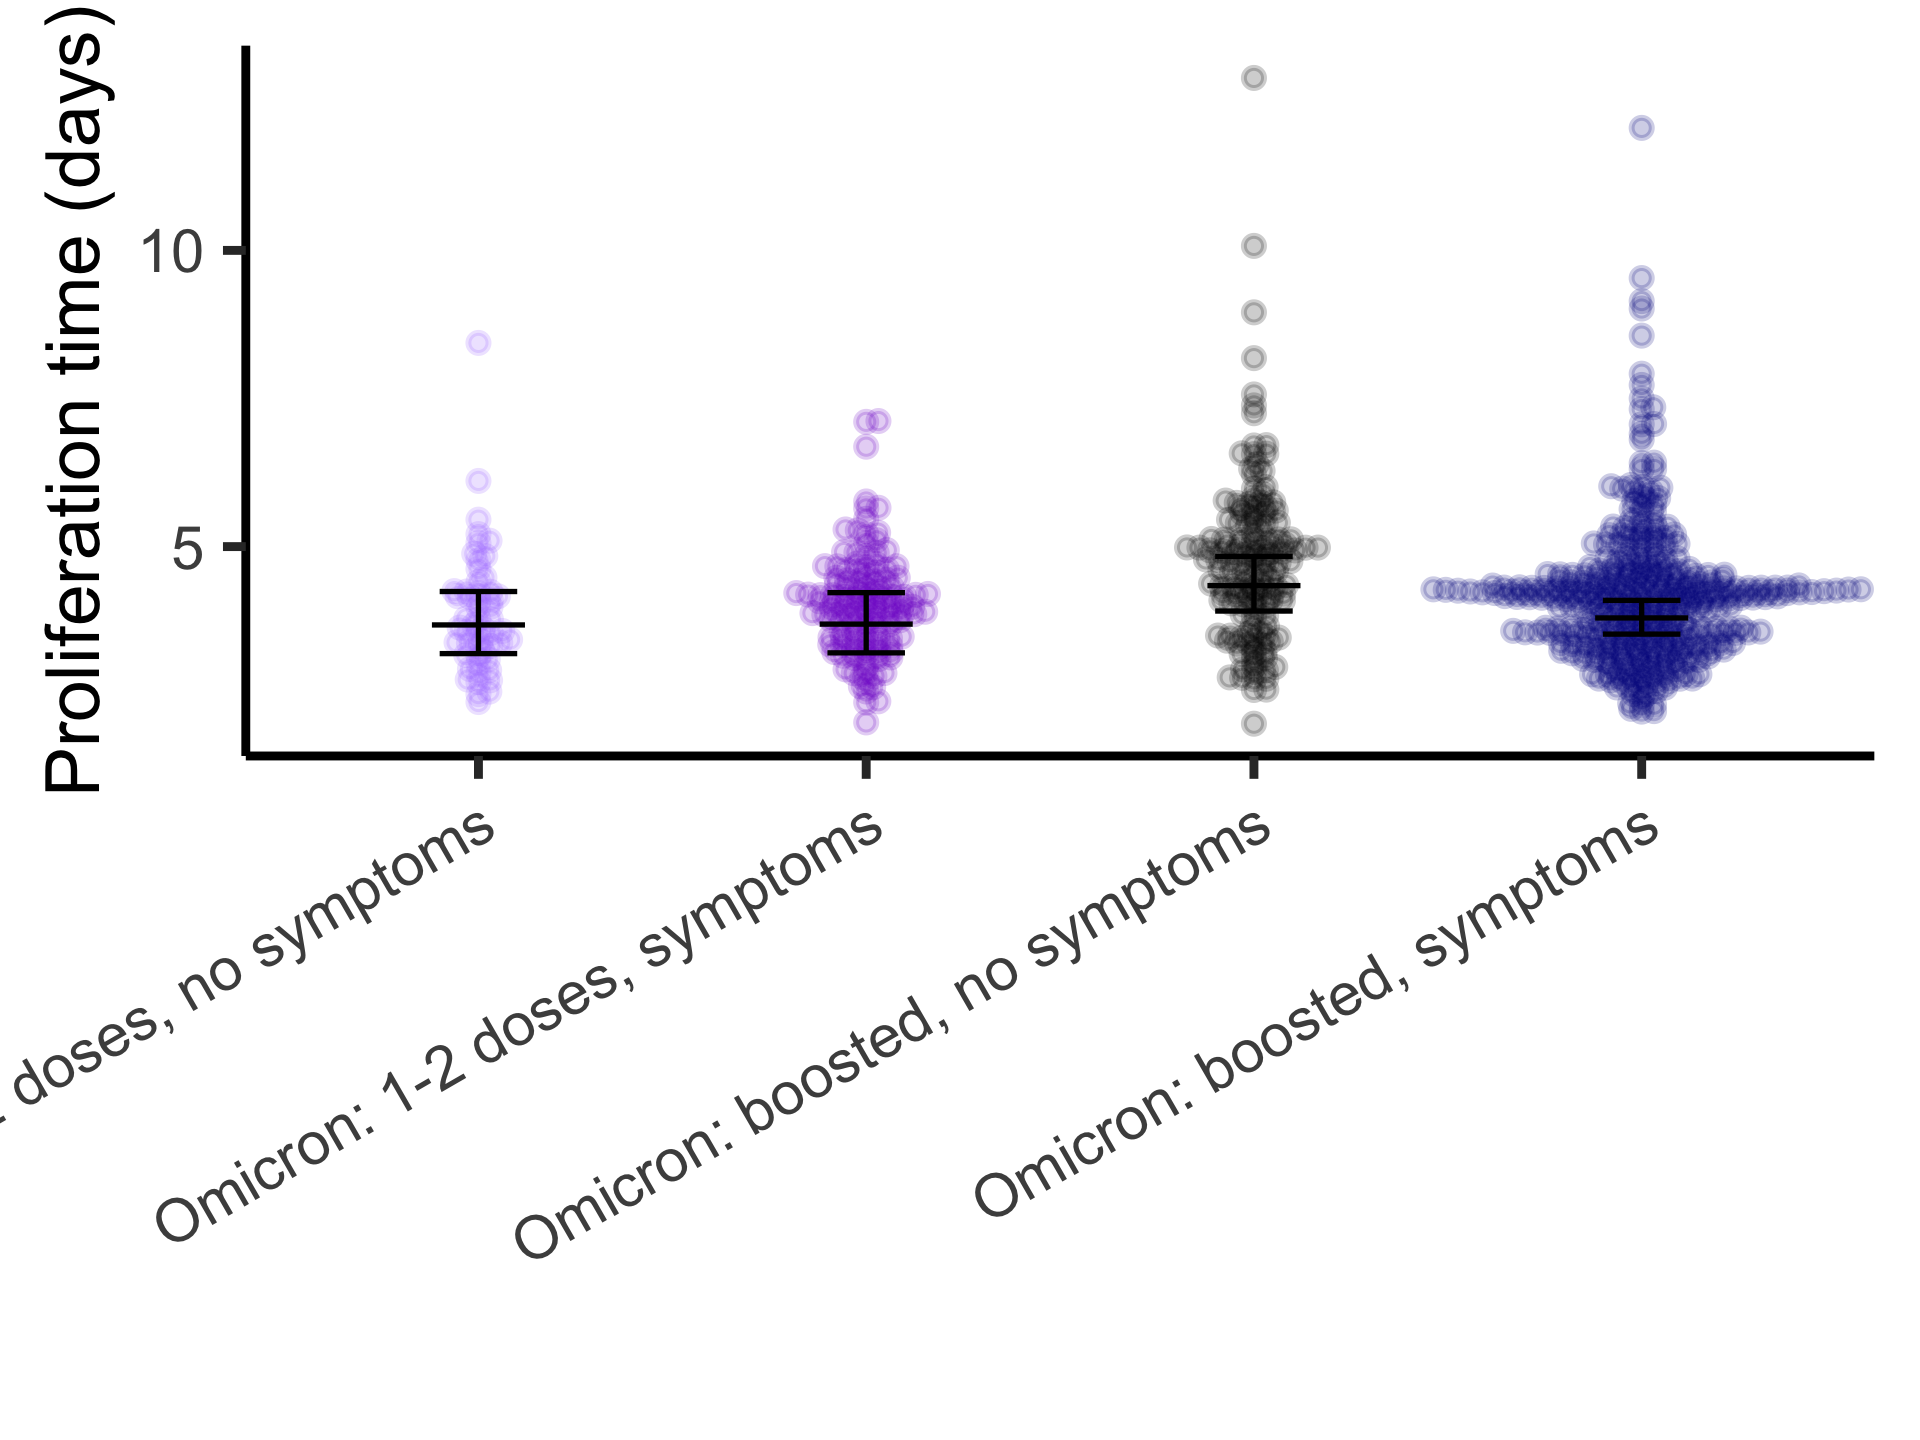 Proliferation time (days)
10
5
doses, no symptoms
Omicron: 1-2 doses, symptoms
Omicron: boosted, no symptoms
Omicron: boosted, symptoms